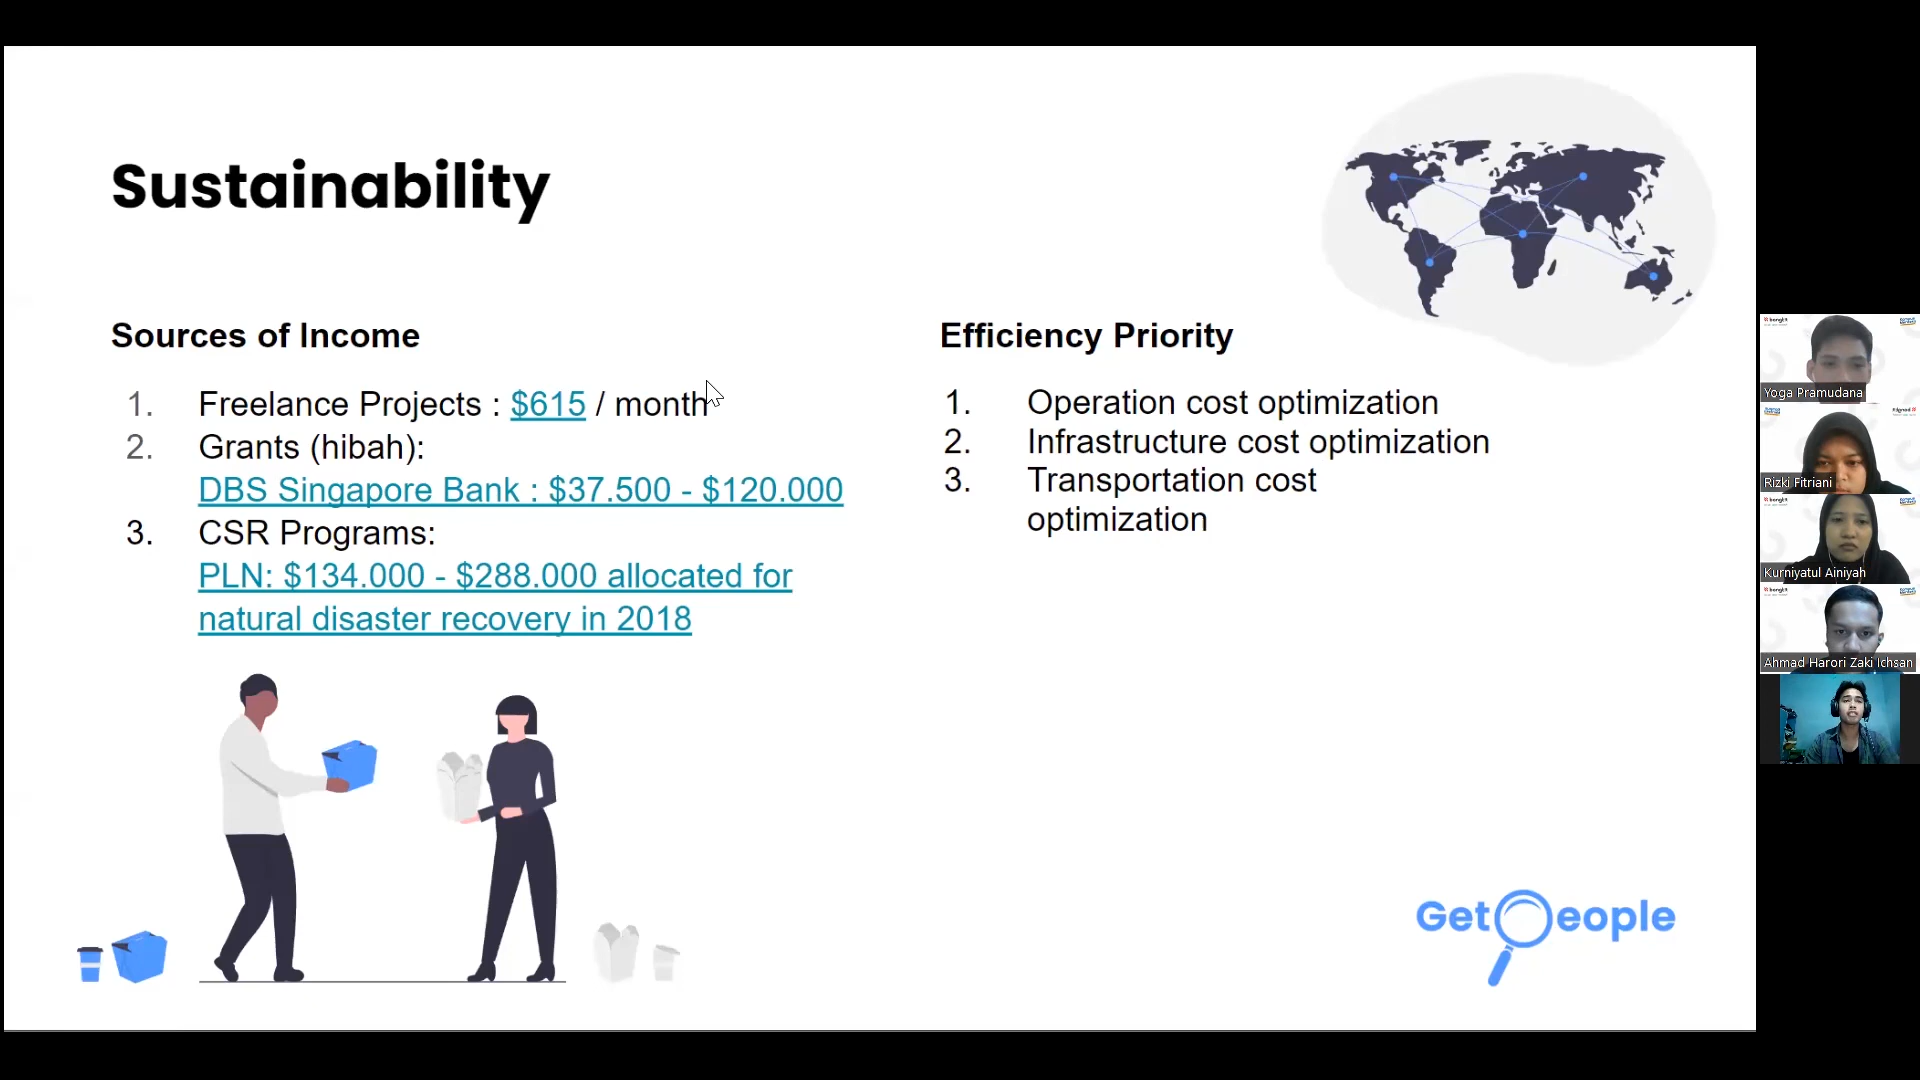 Sustainability
Sources of Income
1. Freelance Projects : $615 / month
2. Grants (hibah):
DBS Singapore Bank : $37.500 - $120.000
3. CSR Programs:
PLN: $134.000 - $288.000 allocated for
natural disaster recovery in 2018
Efficiency Priority
1. Operation cost optimization
2. Infrastructure cost optimization
3. Transportation cost
optimization
Get eople
Yoga Pramudana
Rizki Fitriani
Kurniyatul Ainiyah
Ahmad Harori Zaki Ichsan